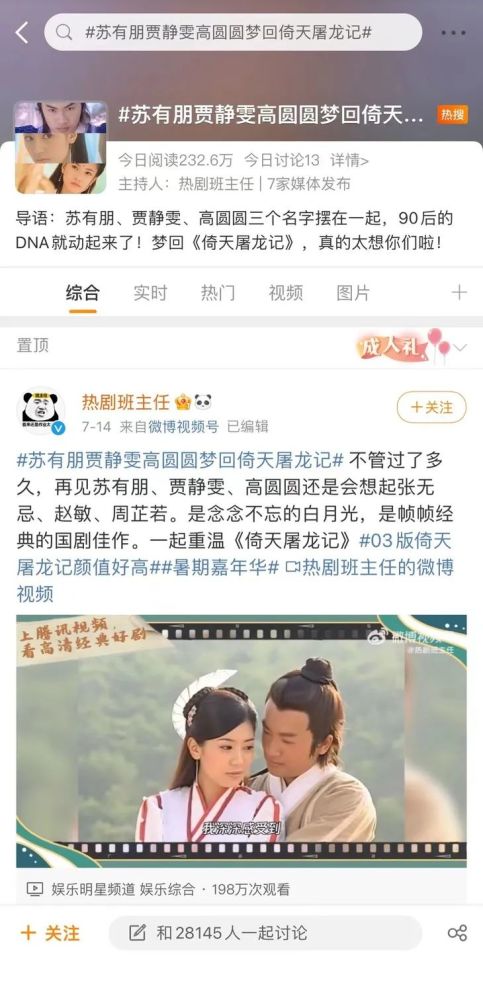 #苏有朋贾静雯高圆圆梦回倚天屠龙记#
#苏有朋贾静雯高圆圆梦回倚天...
热搜
今日阅读232.6万 今日讨论13 详情>
主持人：热剧班主任 | 7家媒体发布
导语：苏有朋、贾静雯、高圆圆三个名字摆在一起，90后的
DNA就动起来了！梦回《倚天屠龙记》，真的太想你们啦！
综合 实时 热门 视频 图片
置顶
成人礼
热剧班主任
+关注
7-14 来自微博视频号 已编辑
#苏有朋贾静雯高圆圆梦回倚天屠龙记# 不管过了多
久，再见苏有朋、贾静雯、高圆圆还是会想起张无
忌、赵敏、周芷若。是念念不忘的白月光，是帧帧经
典的国剧佳作。一起重温《倚天屠龙记》#03版倚天
屠龙记颜值好高##暑期嘉年华# 热剧班主任的微博
视频
上腾讯视频
看高清经典好剧
微博视频
@热剧班主任
我深深感受到
娱乐明星频道 娱乐综合 · 198万次观看
+ 关注
和28145人一起讨论